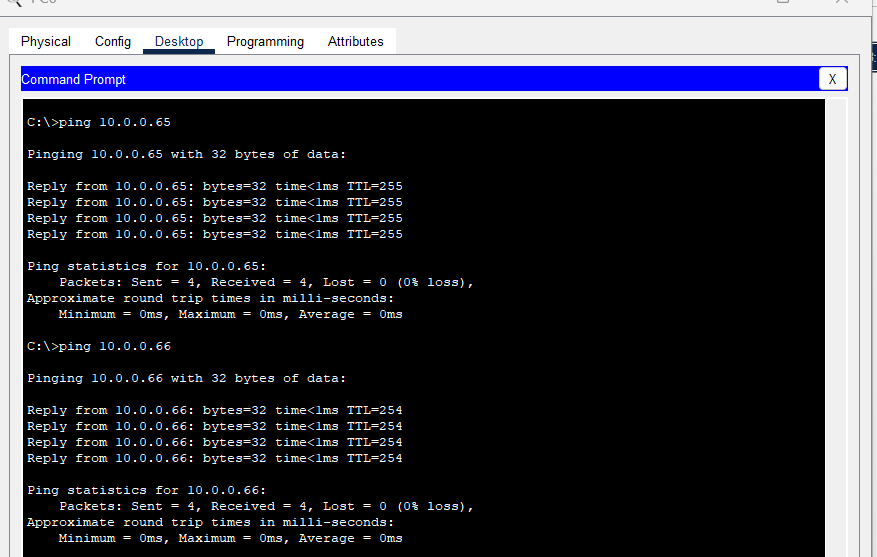 Physical Config Desktop Programming Attributes
Command Prompt
X
C:\>ping 10.0.0.65
Pinging 10.0.0.65 with 32 bytes of data:
Reply from 10.0.0.65: bytes=32 time<1ms TTL=255
Reply from 10.0.0.65: bytes=32 time<1ms TTL=255
Reply from 10.0.0.65: bytes=32 time<1ms TTL=255
Reply from 10.0.0.65: bytes=32 time<1ms TTL=255
Ping statistics for 10.0.0.65:
Packets: Sent = 4, Received = 4, Lost = 0 (0% loss),
Approximate round trip times in milli-seconds:
Minimum = 0ms, Maximum = 0ms, Average = 0ms
C:\>ping 10.0.0.66
Pinging 10.0.0.66 with 32 bytes of data:
Reply from 10.0.0.66: bytes=32 time<1ms TTL=254
Reply from 10.0.0.66: bytes=32 time<1ms TTL=254
Reply from 10.0.0.66: bytes=32 time<1ms TTL=254
Reply from 10.0.0.66: bytes=32 time<1ms TTL=254
Ping statistics for 10.0.0.66:
Packets: Sent = 4, Received = 4, Lost = 0 (0% loss),
Approximate round trip times in milli-seconds:
Minimum = 0ms, Maximum = 0ms, Average = 0ms